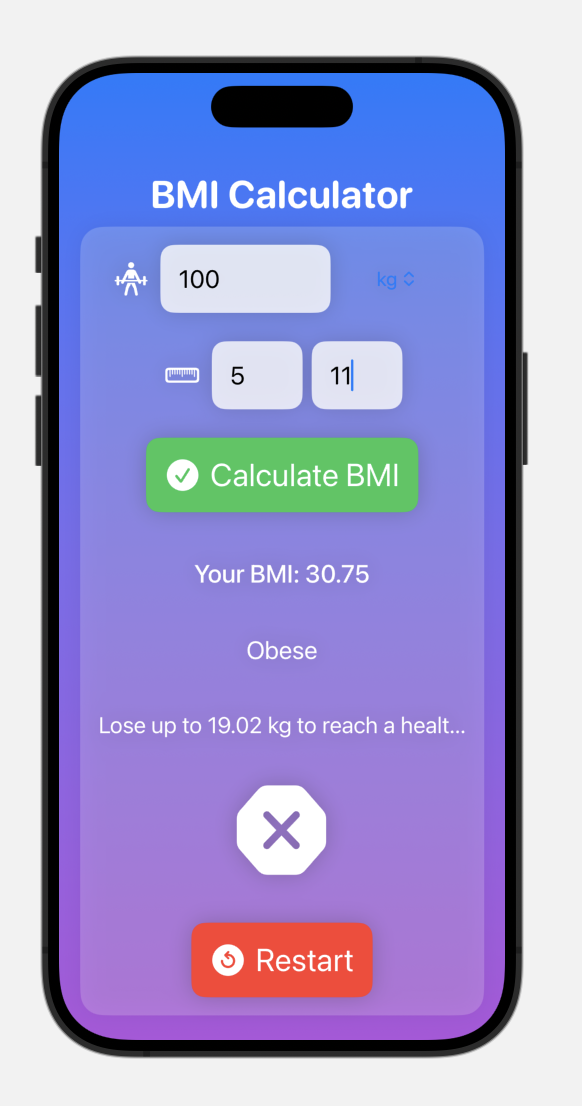 BMI Calculator
100 kg
5 11
Calculate BMI
Your BMI: 30.75
Obese
Lose up to 19.02 kg to reach a healt...
Restart